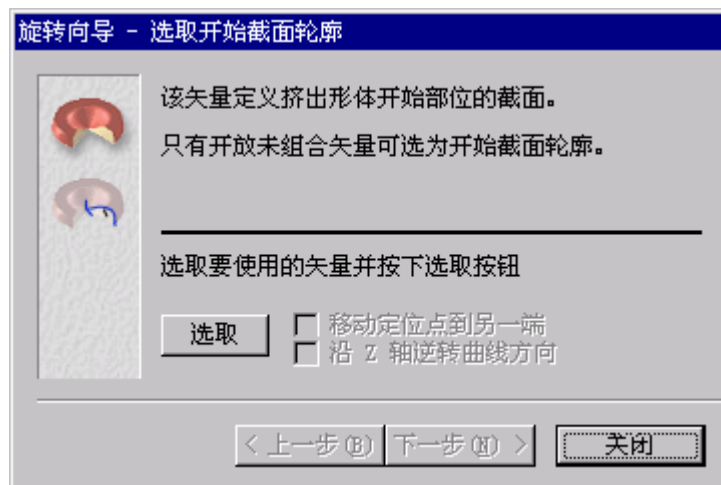 旋转向导 - 选取开始截面轮廓
该矢量定义挤出形体开始部位的截面。
只有开放未组合矢量可选为开始截面轮廓。
选取要使用的矢量并按下选取按钮
选取
移动定位点到另一端
沿 Z 轴逆转曲线方向
< 上一步(B) 下一步(N) > 关闭